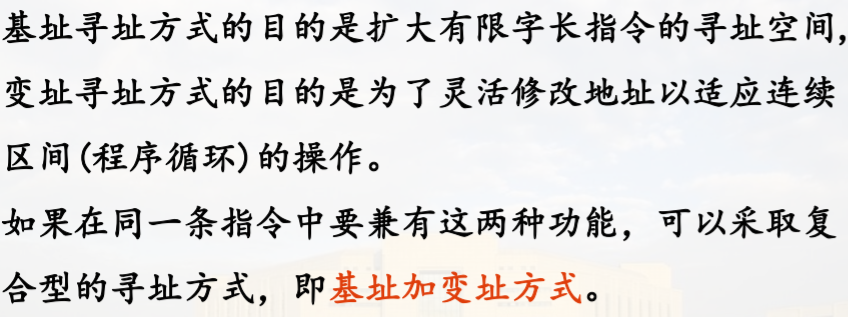 基址寻址方式的目的是扩大有限字长指令的寻址空间,
变址寻址方式的目的是为了灵活修改地址以适应连续
区间(程序循环)的操作。
如果在同一条指令中要兼有这两种功能，可以采取复
合型的寻址方式，即基址加变址方式。